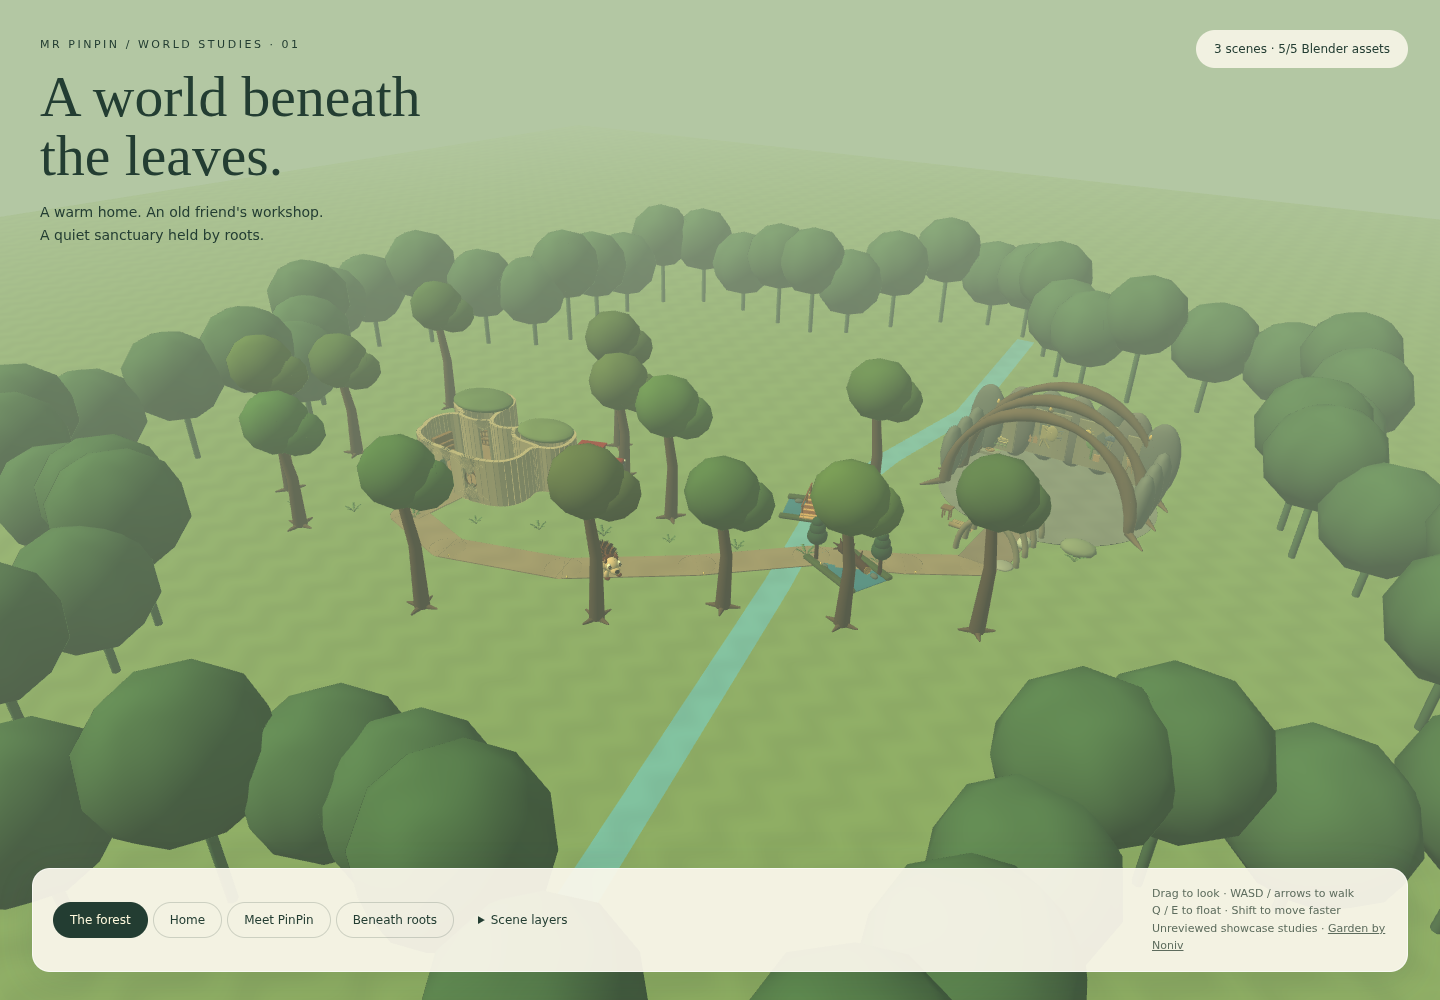 MR PINPIN / WORLD STUDIES · 01
A world beneath
the leaves.
A warm home. An old friend's workshop.
A quiet sanctuary held by roots.
3 scenes · 5/5 Blender assets
The forest
Home
Meet PinPin
Beneath roots
Scene layers
Drag to look · WASD / arrows to walk
Q / E to float · Shift to move faster
Unreviewed showcase studies · Garden by
Noniv